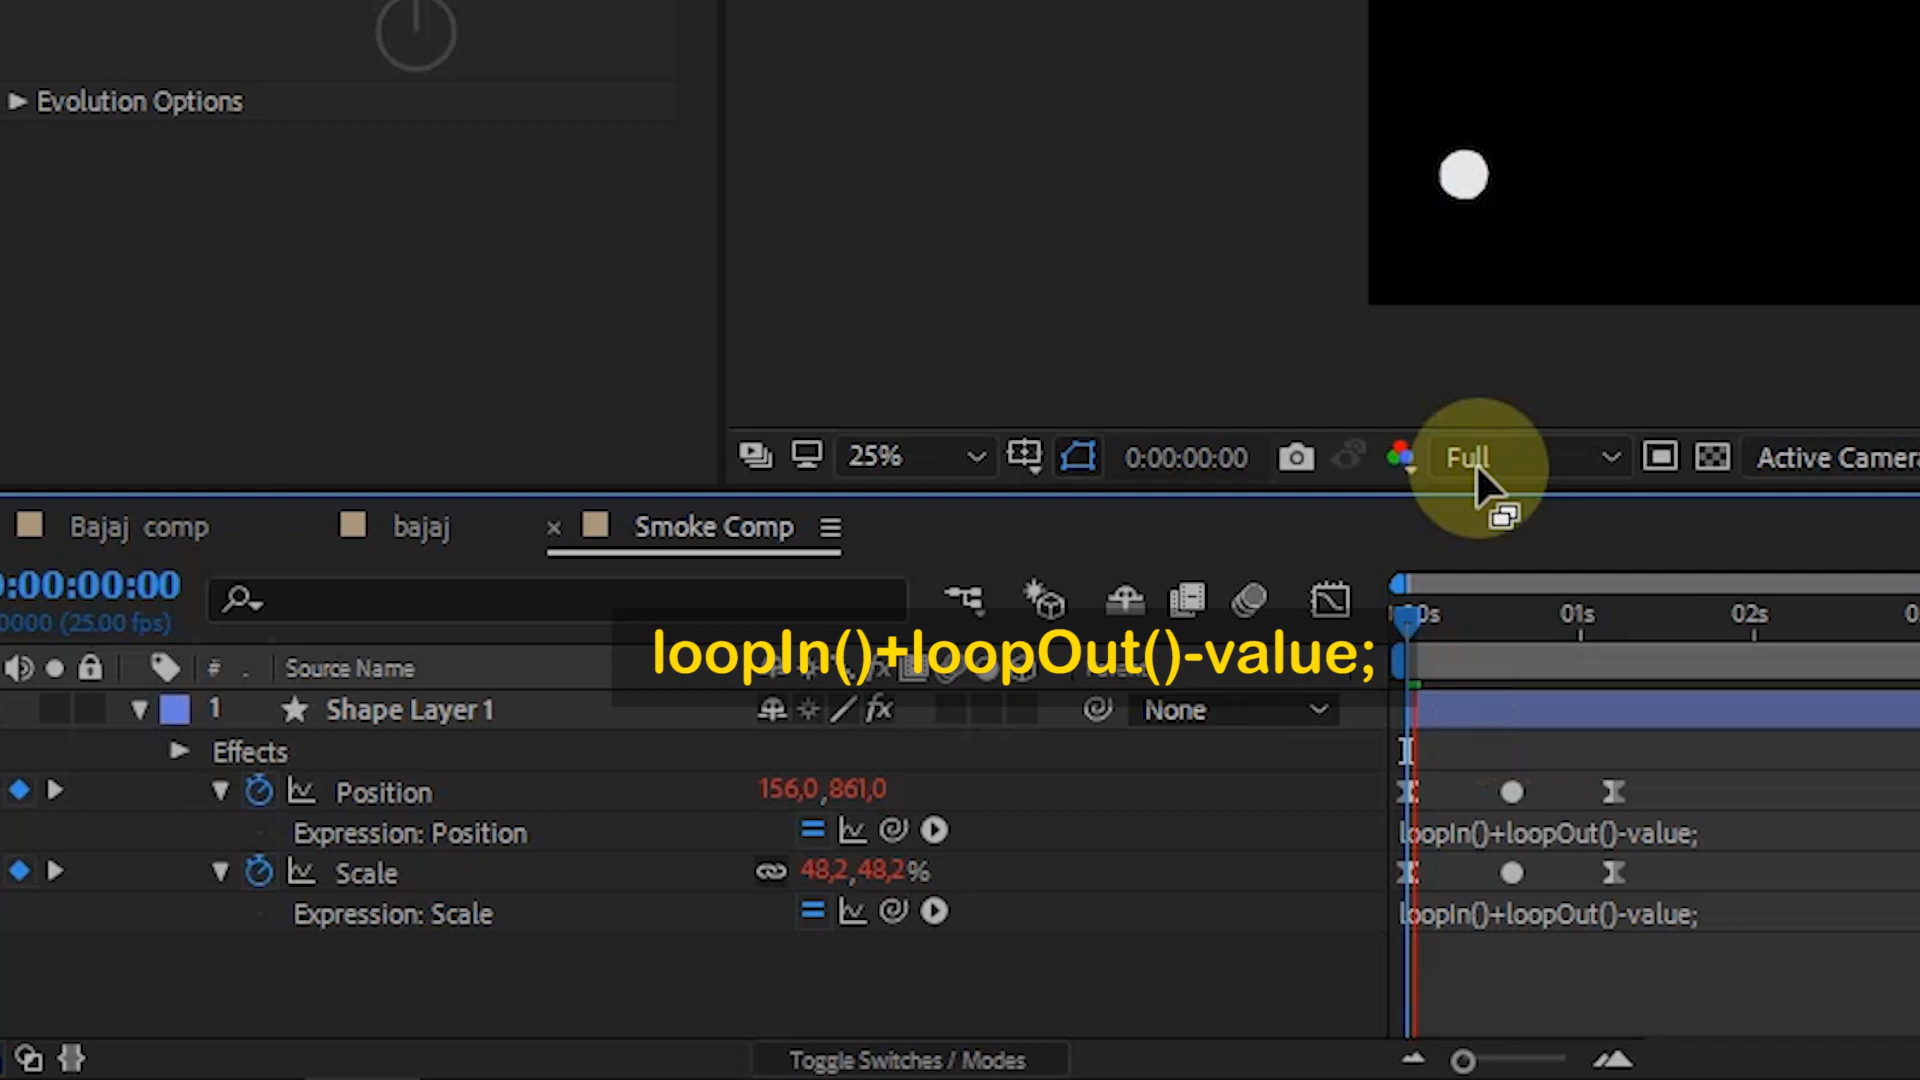 Evolution Options
25%
0:00:00:00
Full
Active Camera
Bajaj comp
bajaj
× Smoke Comp
0:00:00:00
0000 (25.00 fps)
00s
01s
02s
loopIn()+loopOut()-value;
# .
Source Name
1
Shape Layer 1
fx
None
Effects
Position
156,0,861,0
Expression: Position
loopIn()+loopOut()-value;
Scale
48,2,48,2%
Expression: Scale
loopIn()+loopOut()-value;
Toggle Switches / Modes